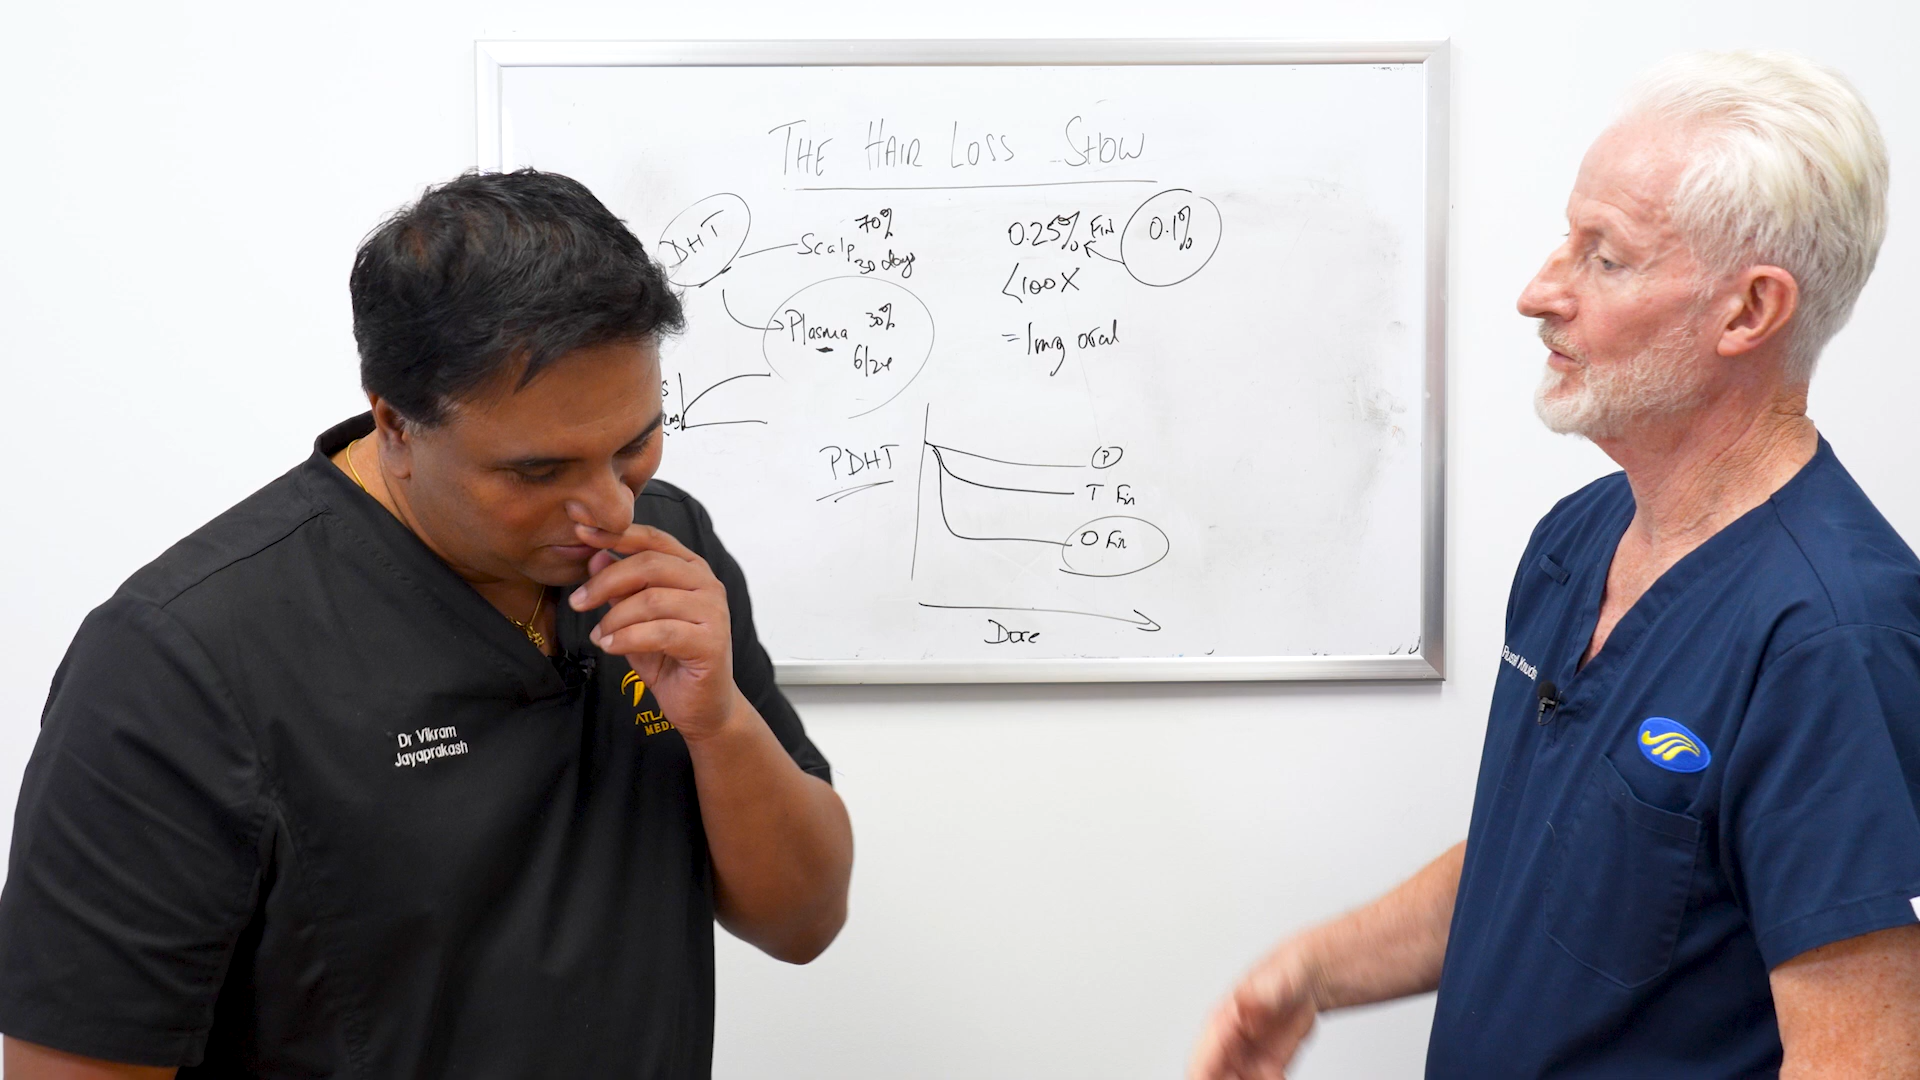 THE HAIR LOSS SHOW
DHT
Scalp
70%
30 days
Plasma 30%
6/24
0.25% Fin
0.1%
<100X
= 1mg oral
PDHT
P
T Fin
O Fin
Dose
Dr Vikram
Jayaprakash
MEDI